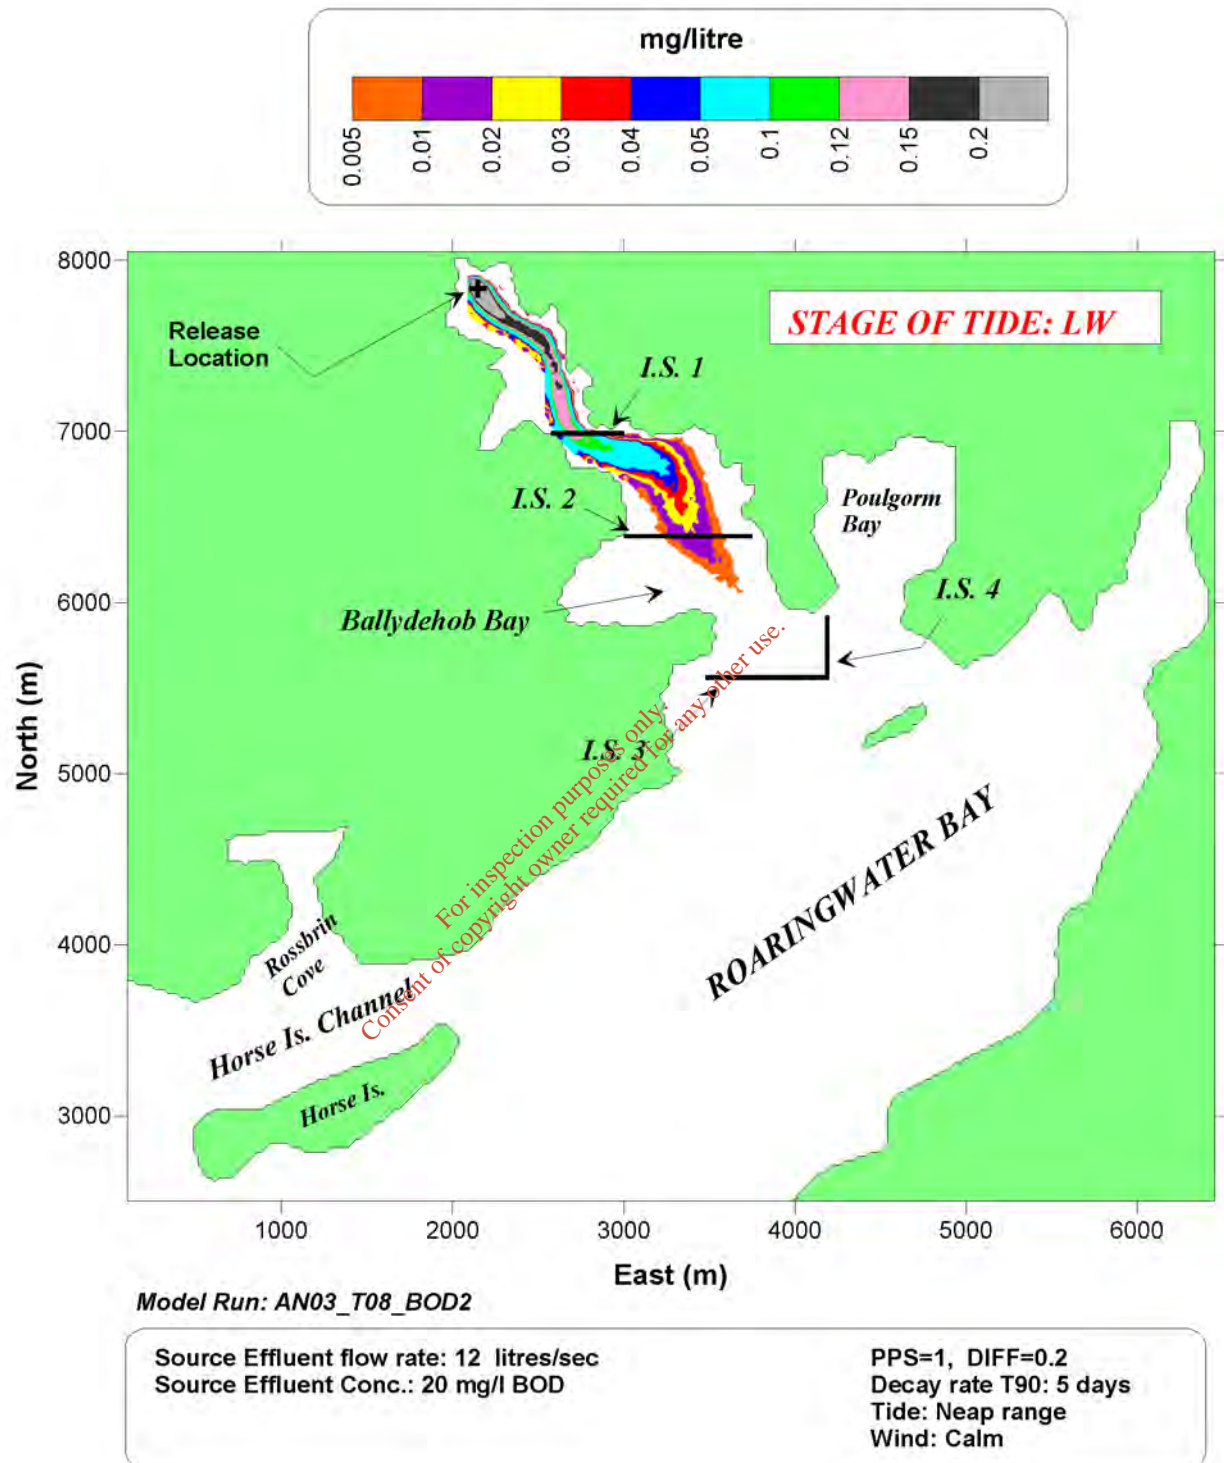 mg/litre
0.005
0.01
0.02
0.03
0.04
0.05
0.1
0.12
0.15
0.2
8000
7000
6000
5000
4000
3000
North (m)
Release
Location
STAGE OF TIDE: LW
I.S. 1
I.S. 2
Poulgorm
Bay
I.S. 4
Ballydehob Bay
I.S. 3
For inspection purposes only.
Consent of copyright owner required for any other use.
ROARINGWATER BAY
Rossbrin
Cove
Horse Is. Channel
Horse Is.
1000
2000
3000
4000
5000
6000
East (m)
Model Run: AN03_T08_BOD2
Source Effluent flow rate: 12 litres/sec
Source Effluent Conc.: 20 mg/l BOD
PPS=1, DIFF=0.2
Decay rate T90: 5 days
Tide: Neap range
Wind: Calm